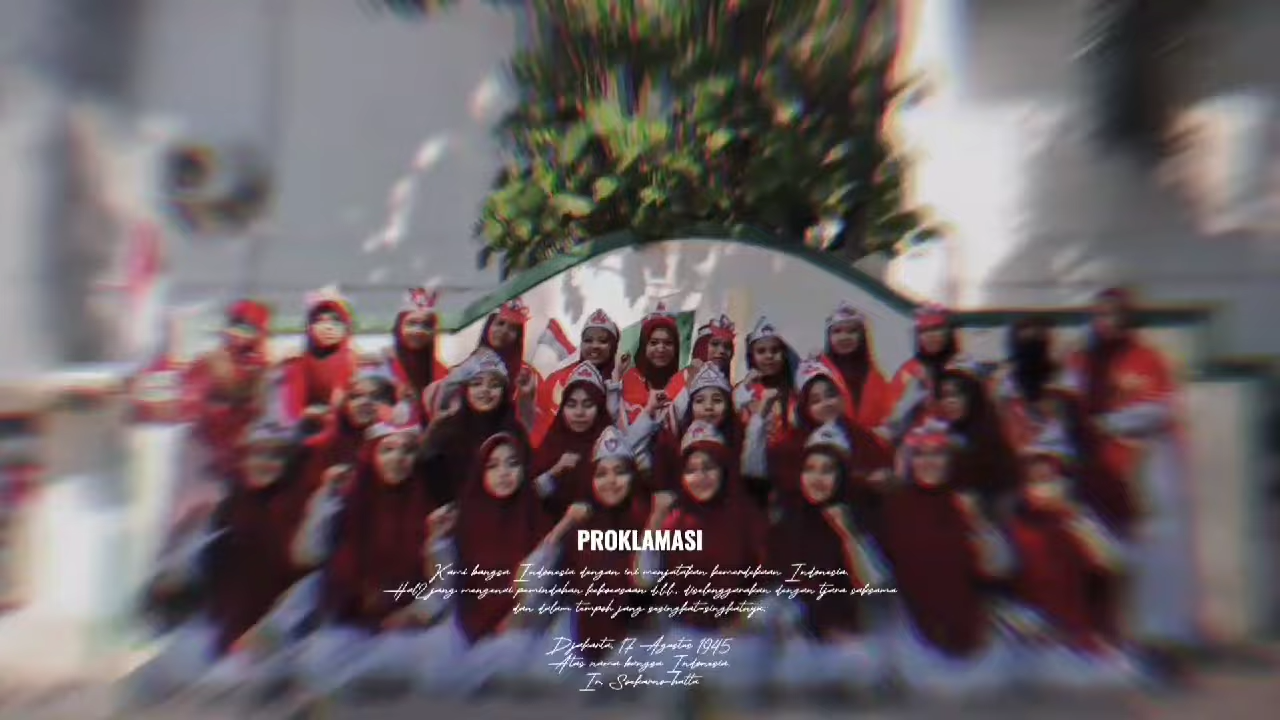 PROKLAMASI
Kami bangsa Indonesia dengan ini menjatakan kemerdekaan Indonesia.
Hal2 jang mengenai pemindahan kekoeasaan d.l.l., diselenggarakan dengan tjara saksama
dan dalam tempoh jang sesingkat-singkatnja.
Djakarta, 17 Agustus 1945
Atas nama bangsa Indonesia.
Ir. Soekarno-hatta